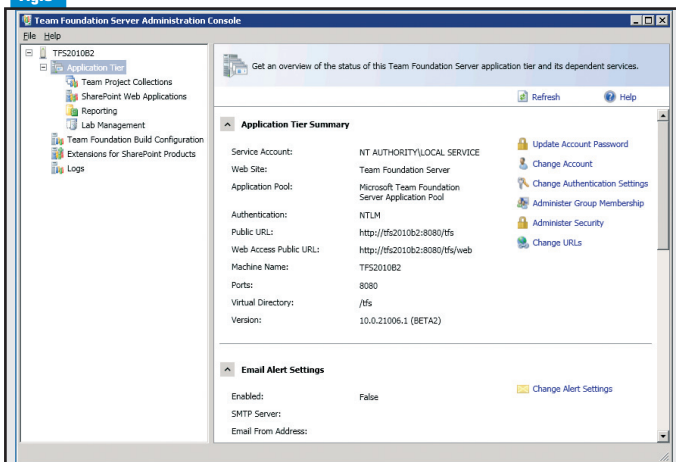 Team Foundation Server Administration Console
File Help
TFS2010B2
Application Tier
Team Project Collections
SharePoint Web Applications
Reporting
Lab Management
Team Foundation Build Configuration
Extensions for SharePoint Products
Logs
Get an overview of the status of this Team Foundation Server application tier and its dependent services.
Refresh Help
Application Tier Summary
Service Account: NT AUTHORITY\LOCAL SERVICE
Web Site: Team Foundation Server
Application Pool: Microsoft Team Foundation
Server Application Pool
Authentication: NTLM
Public URL: http://tfs2010b2:8080/tfs
Web Access Public URL: http://tfs2010b2:8080/tfs/web
Machine Name: TFS2010B2
Ports: 8080
Virtual Directory: /tfs
Version: 10.0.21006.1 (BETA2)
Update Account Password
Change Account
Change Authentication Settings
Administer Group Membership
Administer Security
Change URLs
Email Alert Settings
Enabled: False
SMTP Server:
Email From Address:
Change Alert Settings